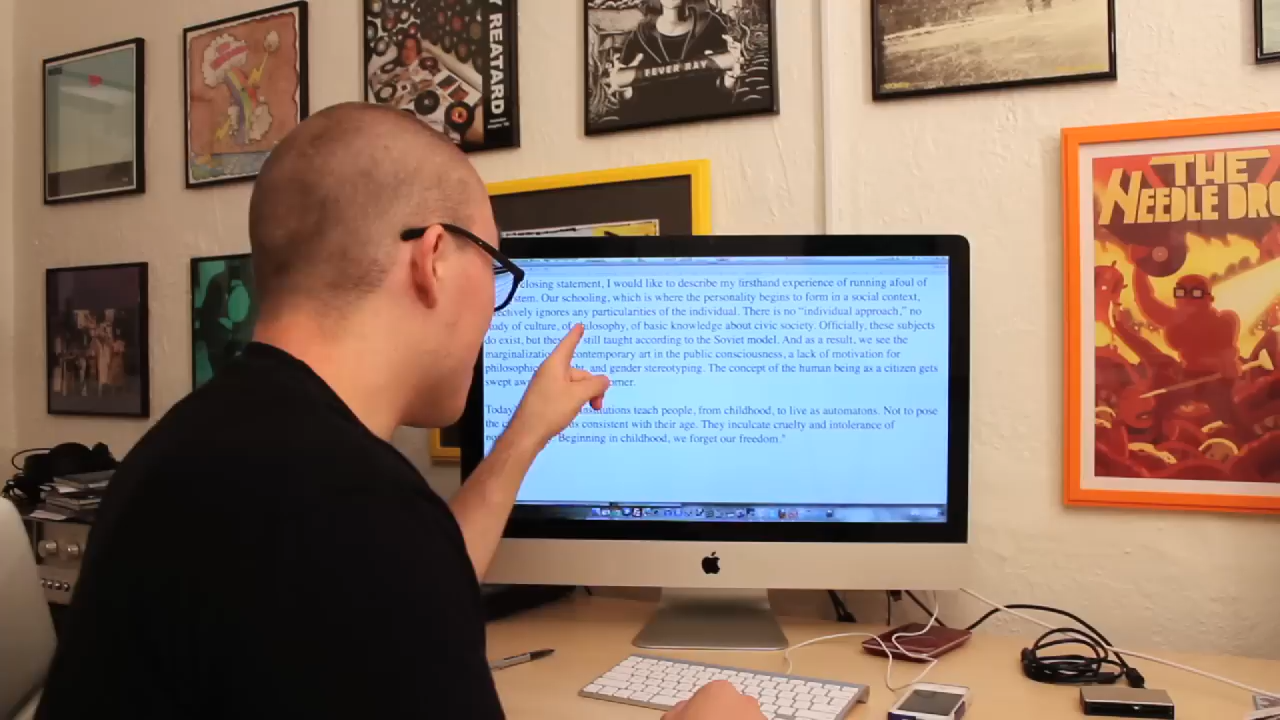 Y REATARD
FEVER RAY
THE
NEEDLE DRO
closing statement, I would like to describe my firsthand experience of running afoul of
stem. Our schooling, which is where the personality begins to form in a social context,
ectively ignores any particularities of the individual. There is no “individual approach,” no
udy of culture, of philosophy, of basic knowledge about civic society. Officially, these subjects
do exist, but they still taught according to the Soviet model. And as a result, we see the
marginalizatio contemporary art in the public consciousness, a lack of motivation for
philosophic ht, and gender stereotyping. The concept of the human being as a citizen gets
swept aw orner.
Today' institutions teach people, from childhood, to live as automatons. Not to pose
the ns consistent with their age. They inculcate cruelty and intolerance of
Beginning in childhood, we forget our freedom."